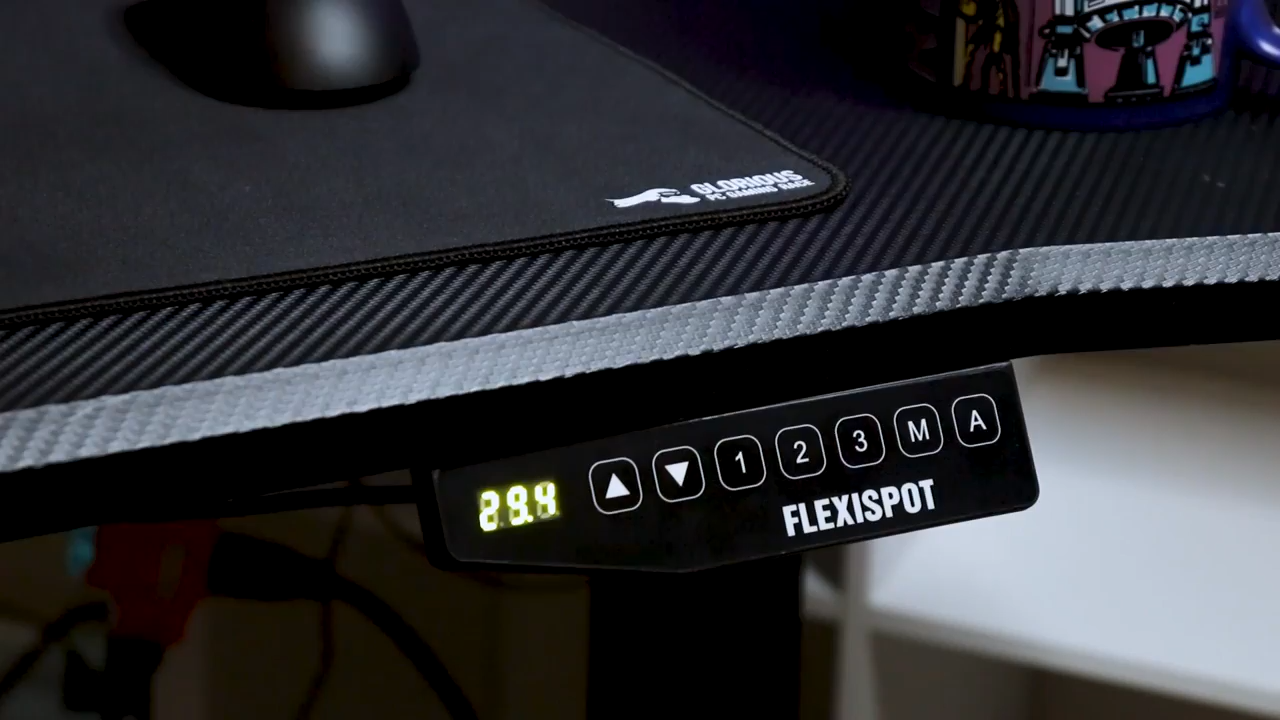 GLORIOUS
PC GAMING RACE
28.4
▲ ▼ 1 2 3 M A
FLEXISPOT